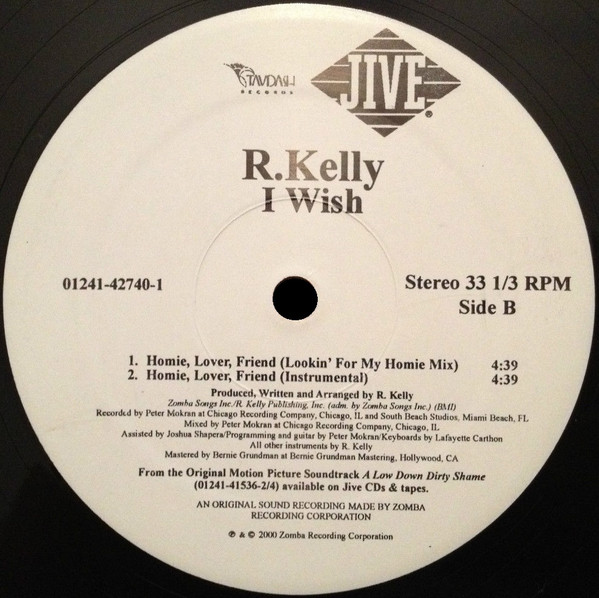 TAVDASH
RECORDS
JIVE®
R.Kelly
I Wish
01241-42740-1
Stereo 33 1/3 RPM
Side B
1. Homie, Lover, Friend (Lookin' For My Homie Mix) 4:39
2. Homie, Lover, Friend (Instrumental) 4:39
Produced, Written and Arranged by R. Kelly
Zomba Songs Inc./R. Kelly Publishing, Inc. (adm. by Zomba Songs Inc.) (BMI)
Recorded by Peter Mokran at Chicago Recording Company, Chicago, IL and South Beach Studios, Miami Beach, FL
Mixed by Peter Mokran at Chicago Recording Company, Chicago, IL
Assisted by Joshua Shapera/Programming and guitar by Peter Mokran/Keyboards by Lafayette Carthon
All other instruments by R. Kelly
Mastered by Bernie Grundman at Bernie Grundman Mastering, Hollywood, CA
From the Original Motion Picture Soundtrack A Low Down Dirty Shame
(01241-41536-2/4) available on Jive CDs & tapes.
AN ORIGINAL SOUND RECORDING MADE BY ZOMBA
RECORDING CORPORATION
℗ & © 2000 Zomba Recording Corporation